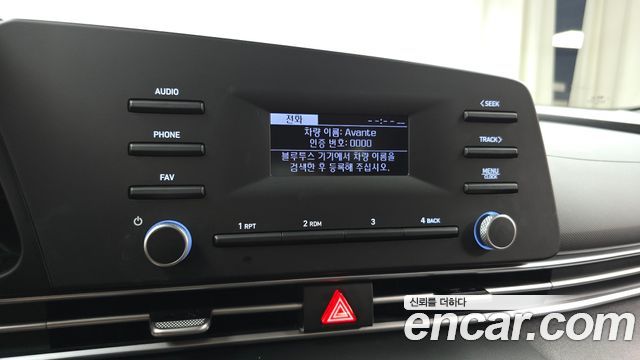 AUDIO
PHONE
FAV
전화
--:--
차량 이름: Avante
인증 번호: 0000
블루투스 기기에서 차량 이름을
검색한 후 등록해 주십시오.
<SEEK
TRACK>
MENU
CLOCK
1 RPT
2 RDM
3
4 BACK
신뢰를 더하다
encar.com